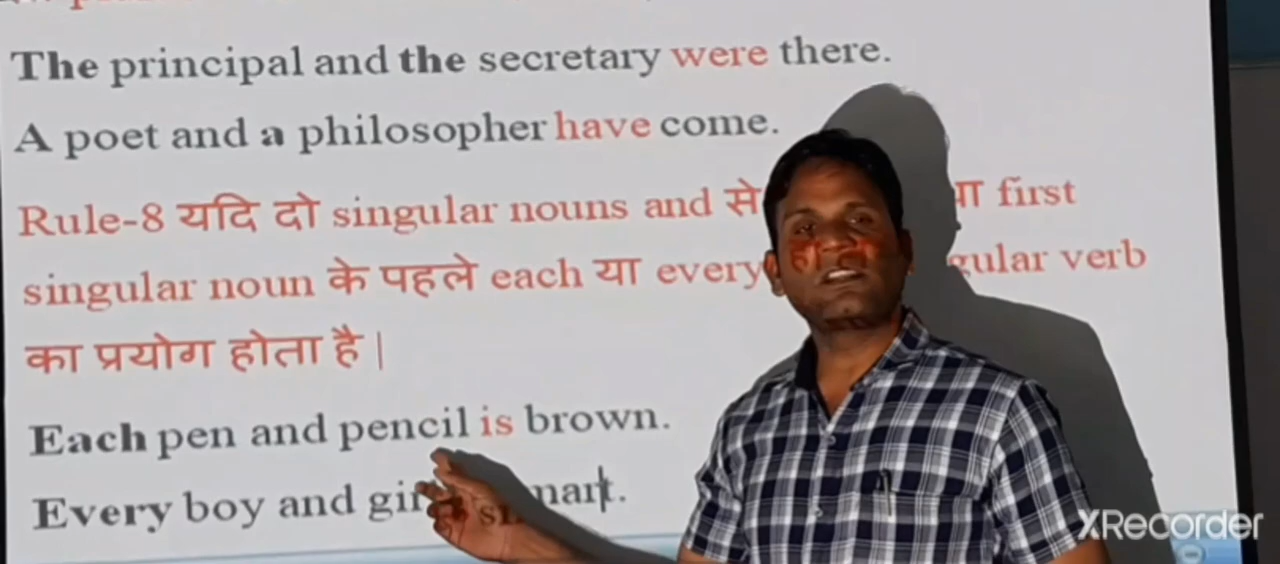 The principal and the secretary were there.
A poet and a philosopher have come.
Rule-8 यदि दो singular nouns and से या first
singular noun के पहले each या every gular verb
का प्रयोग होता है |
Each pen and pencil is brown.
Every boy and
XRecorder